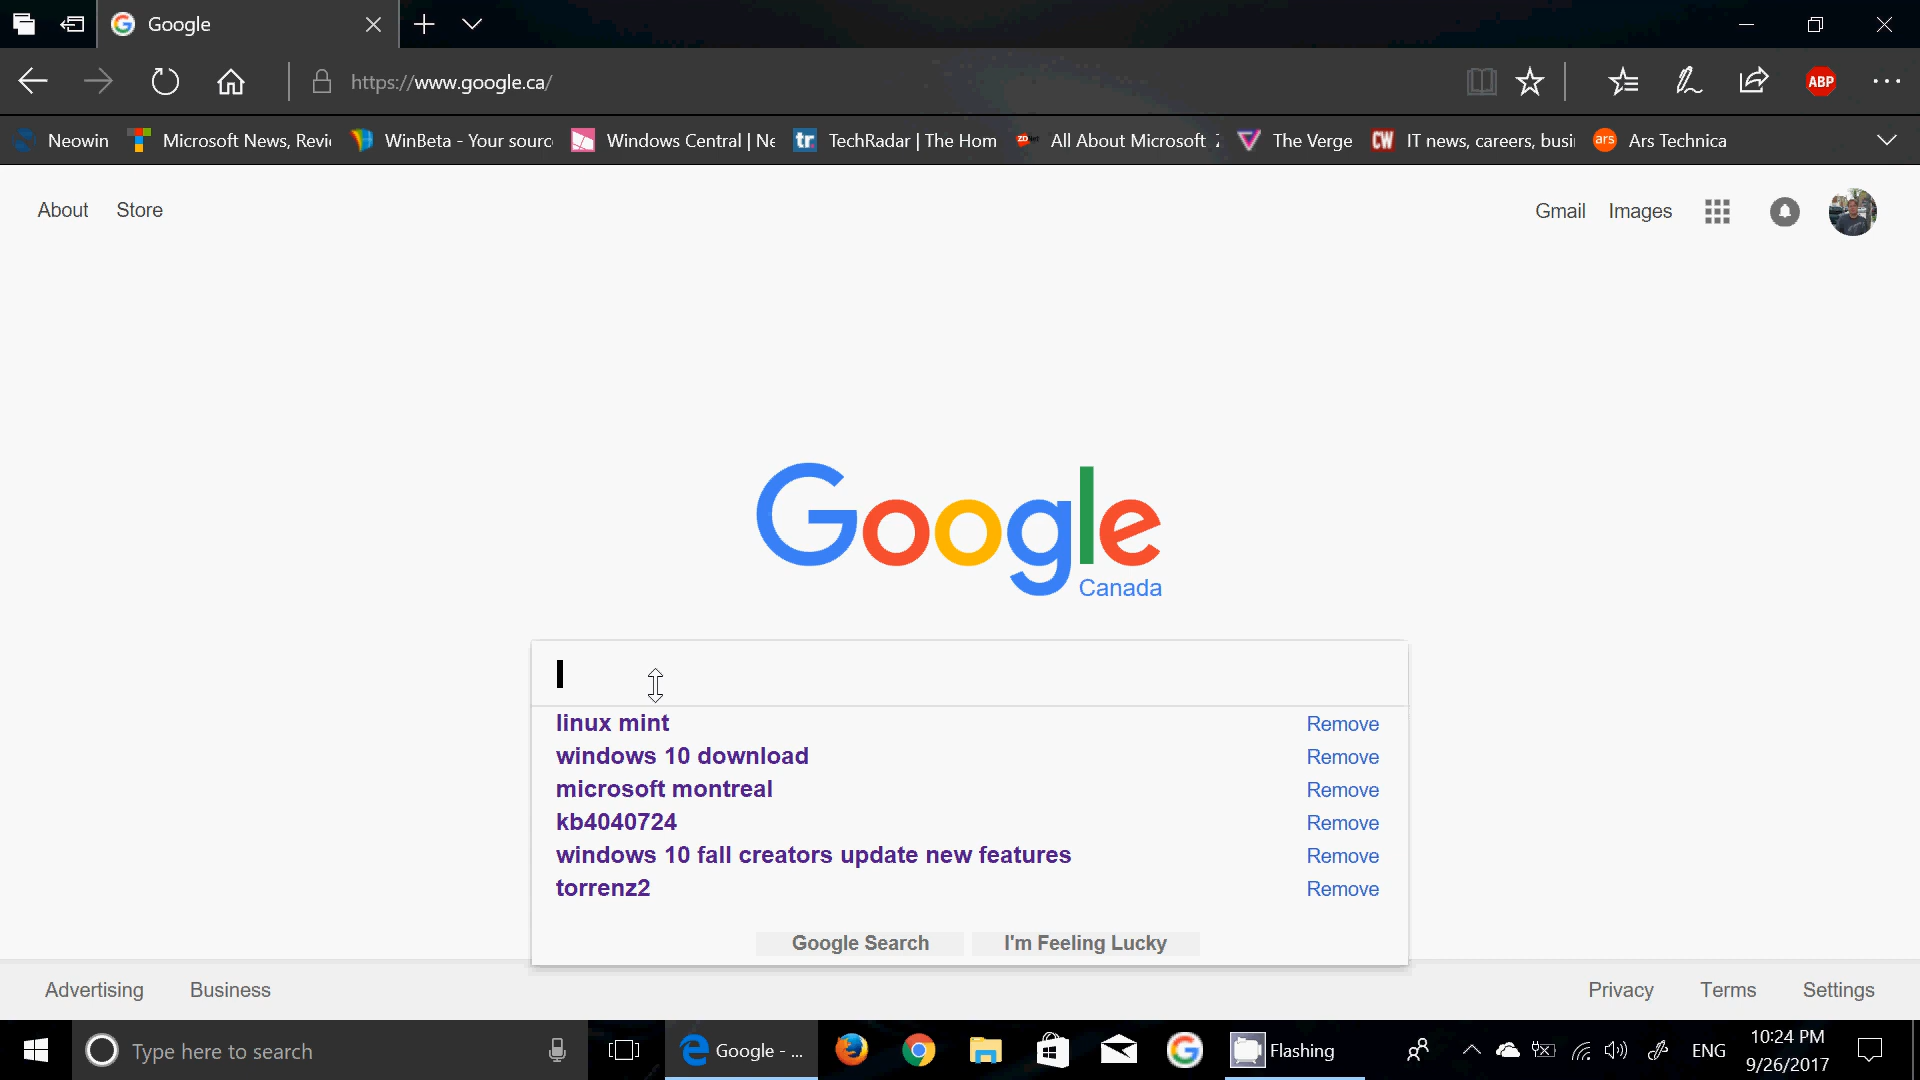 Google
https://www.google.ca/
ABP
Neowin
Microsoft News, Revi
WinBeta - Your sourc
Windows Central | Ne
tr TechRadar | The Hom
All About Microsoft
The Verge
CW IT news, careers, busi
ars Ars Technica
About Store
Gmail Images
Google
Canada
linux mint Remove
windows 10 download Remove
microsoft montreal Remove
kb4040724 Remove
windows 10 fall creators update new features Remove
torrenz2 Remove
Google Search I'm Feeling Lucky
Advertising Business
Privacy Terms Settings
Type here to search
Google - ...
Flashing
ENG
10:24 PM
9/26/2017